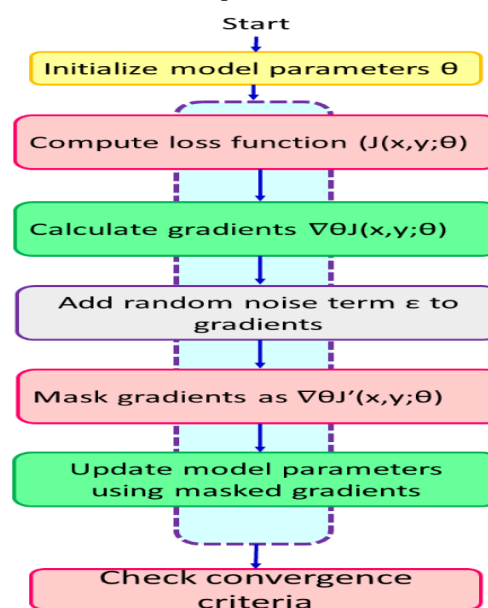 Start
Initialize model parameters θ
Compute loss function (J(x,y;θ)
Calculate gradients ∇θJ(x,y;θ)
Add random noise term ε to
gradients
Mask gradients as ∇θJ’(x,y;θ)
Update model parameters
using masked gradients
Check convergence
criteria